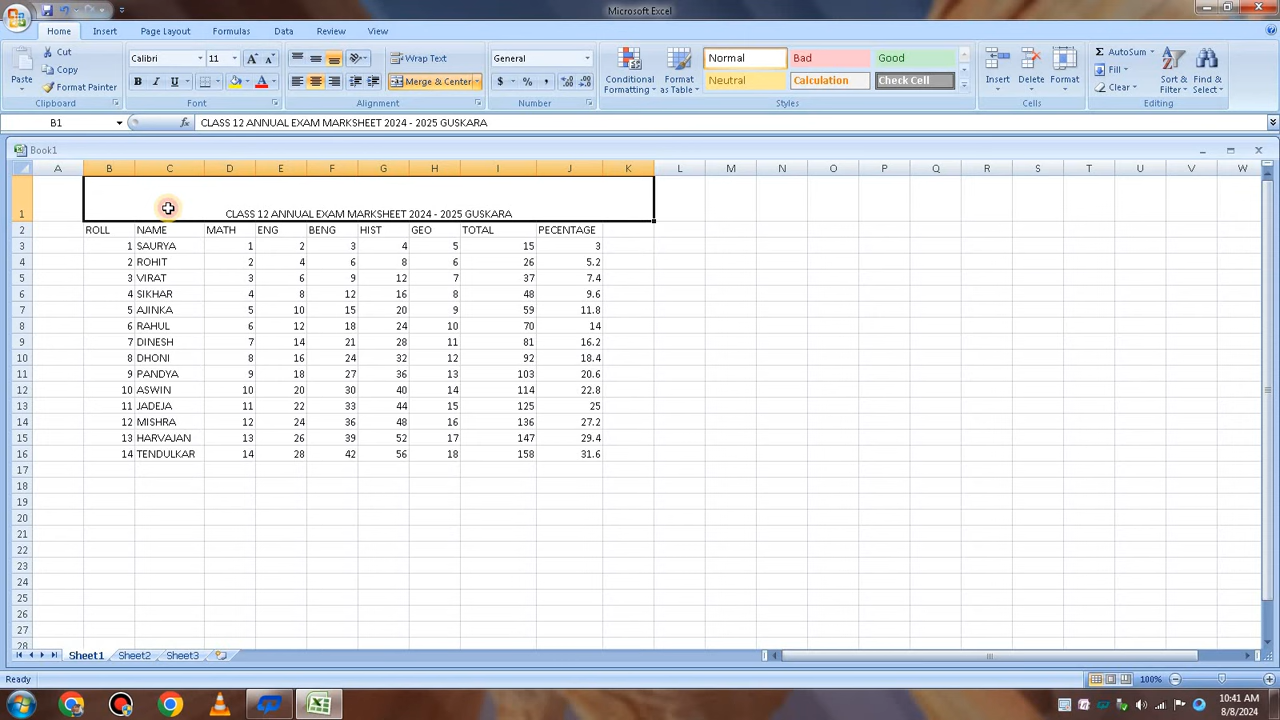 Microsoft Excel
Home Insert Page Layout Formulas Data Review View
Cut
Copy
Format Painter
Paste
Clipboard
Calibri 11
B I U
Font
Wrap Text
Merge & Center
Alignment
General
$ % ,
Number
Conditional Formatting
Format as Table
Normal Bad Good
Neutral Calculation Check Cell
Styles
Insert Delete Format
Cells
AutoSum
Fill
Clear
Sort & Filter
Find & Select
Editing
B1 fx CLASS 12 ANNUAL EXAM MARKSHEET 2024 - 2025 GUSKARA
Book1
A B C D E F G H I J K L M N O P Q R S T U V W
1 CLASS 12 ANNUAL EXAM MARKSHEET 2024 - 2025 GUSKARA
2 ROLL NAME MATH ENG BENG HIST GEO TOTAL PECENTAGE
3 1 SAURYA 1 2 3 4 5 15 3
4 2 ROHIT 2 4 6 8 6 26 5.2
5 3 VIRAT 3 6 9 12 7 37 7.4
6 4 SIKHAR 4 8 12 16 8 48 9.6
7 5 AJINKA 5 10 15 20 9 59 11.8
8 6 RAHUL 6 12 18 24 10 70 14
9 7 DINESH 7 14 21 28 11 81 16.2
10 8 DHONI 8 16 24 32 12 92 18.4
11 9 PANDYA 9 18 27 36 13 103 20.6
12 10 ASWIN 10 20 30 40 14 114 22.8
13 11 JADEJA 11 22 33 44 15 125 25
14 12 MISHRA 12 24 36 48 16 136 27.2
15 13 HARVAJAN 13 26 39 52 17 147 29.4
16 14 TENDULKAR 14 28 42 56 18 158 31.6
17
18
19
20
21
22
23
24
25
26
27
28
Sheet1 Sheet2 Sheet3
Ready 100%
10:41 AM
8/8/2024